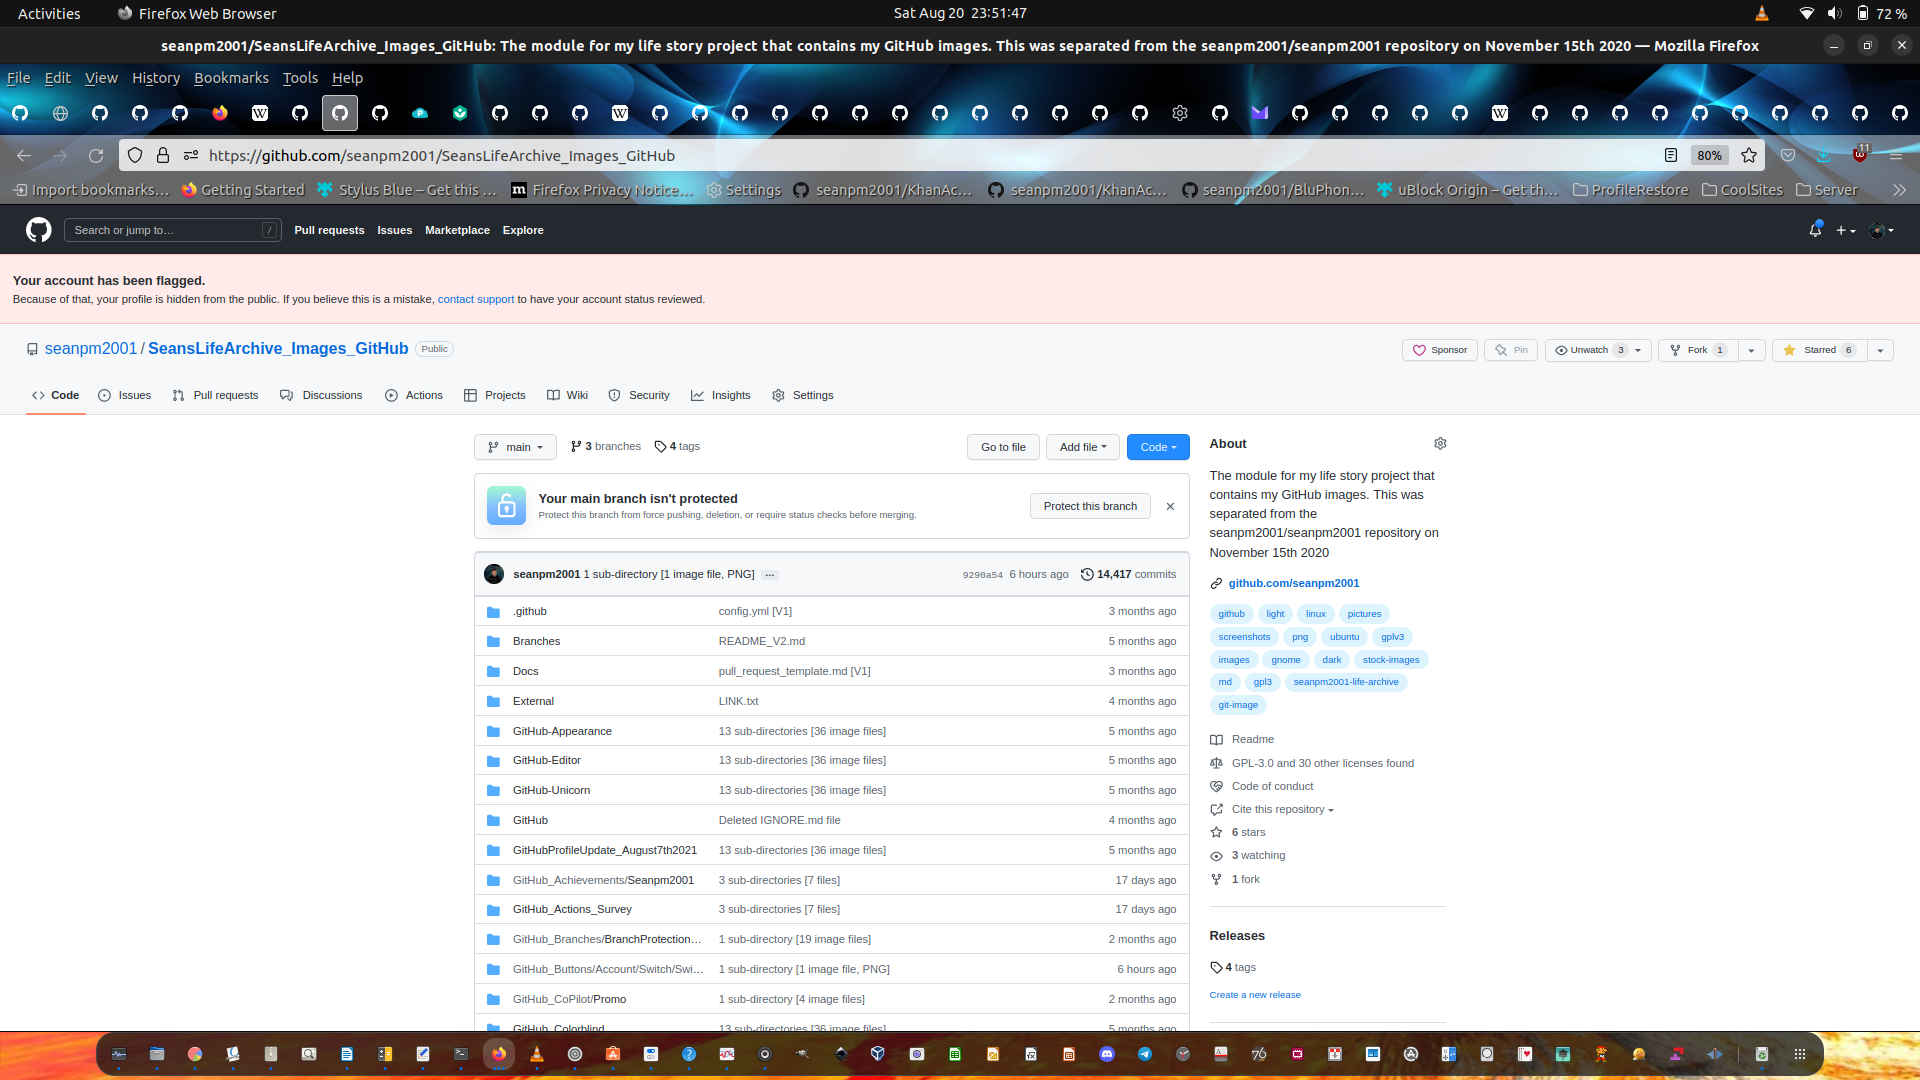 Activities Firefox Web Browser Sat Aug 20 23:51:47 72 %
seanpm2001/SeansLifeArchive_Images_GitHub: The module for my life story project that contains my GitHub images. This was separated from the seanpm2001/seanpm2001 repository on November 15th 2020 — Mozilla Firefox
File Edit View History Bookmarks Tools Help
https://github.com/seanpm2001/SeansLifeArchive_Images_GitHub 80% 11
Import bookmarks… Getting Started Stylus Blue – Get this … Firefox Privacy Notice… Settings seanpm2001/KhanAc… seanpm2001/KhanAc… seanpm2001/BluPhon… uBlock Origin – Get th… ProfileRestore CoolSites Server
Search or jump to… / Pull requests Issues Marketplace Explore
Your account has been flagged.
Because of that, your profile is hidden from the public. If you believe this is a mistake, contact support to have your account status reviewed.
seanpm2001 / SeansLifeArchive_Images_GitHub Public Sponsor Pin Unwatch 3 Fork 1 Starred 6
Code Issues Pull requests Discussions Actions Projects Wiki Security Insights Settings
main 3 branches 4 tags Go to file Add file Code
Your main branch isn't protected
Protect this branch from force pushing, deletion, or require status checks before merging.
Protect this branch
seanpm2001 1 sub-directory [1 image file, PNG] … 9290a54 6 hours ago 14,417 commits
.github config.yml [V1] 3 months ago
Branches README_V2.md 5 months ago
Docs pull_request_template.md [V1] 3 months ago
External LINK.txt 4 months ago
GitHub-Appearance 13 sub-directories [36 image files] 5 months ago
GitHub-Editor 13 sub-directories [36 image files] 5 months ago
GitHub-Unicorn 13 sub-directories [36 image files] 5 months ago
GitHub Deleted IGNORE.md file 4 months ago
GitHubProfileUpdate_August7th2021 13 sub-directories [36 image files] 5 months ago
GitHub_Achievements/Seanpm2001 3 sub-directories [7 files] 17 days ago
GitHub_Actions_Survey 3 sub-directories [7 files] 17 days ago
GitHub_Branches/BranchProtection… 1 sub-directory [19 image files] 2 months ago
GitHub_Buttons/Account/Switch/Swi… 1 sub-directory [1 image file, PNG] 6 hours ago
GitHub_CoPilot/Promo 1 sub-directory [4 image files] 2 months ago
GitHub_Colorblind 13 sub-directories [36 image files] 5 months ago
About
The module for my life story project that
contains my GitHub images. This was
separated from the
seanpm2001/seanpm2001 repository on
November 15th 2020
github.com/seanpm2001
github light linux pictures
screenshots png ubuntu gplv3
images gnome dark stock-images
md gpl3 seanpm2001-life-archive
git-image
Readme
GPL-3.0 and 30 other licenses found
Code of conduct
Cite this repository
6 stars
3 watching
1 fork
Releases
4 tags
Create a new release